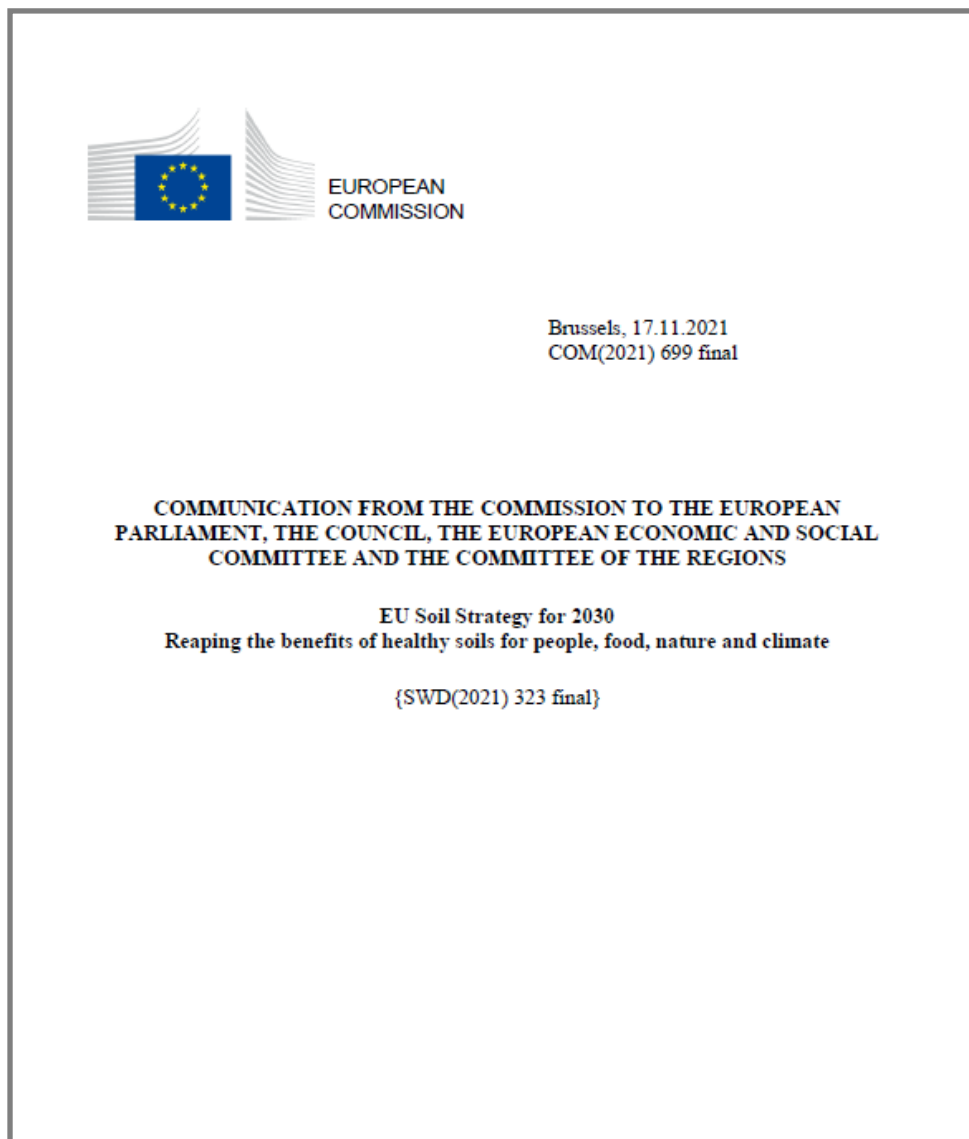 EUROPEAN
COMMISSION
Brussels, 17.11.2021
COM(2021) 699 final
COMMUNICATION FROM THE COMMISSION TO THE EUROPEAN
PARLIAMENT, THE COUNCIL, THE EUROPEAN ECONOMIC AND SOCIAL
COMMITTEE AND THE COMMITTEE OF THE REGIONS
EU Soil Strategy for 2030
Reaping the benefits of healthy soils for people, food, nature and climate
{SWD(2021) 323 final}